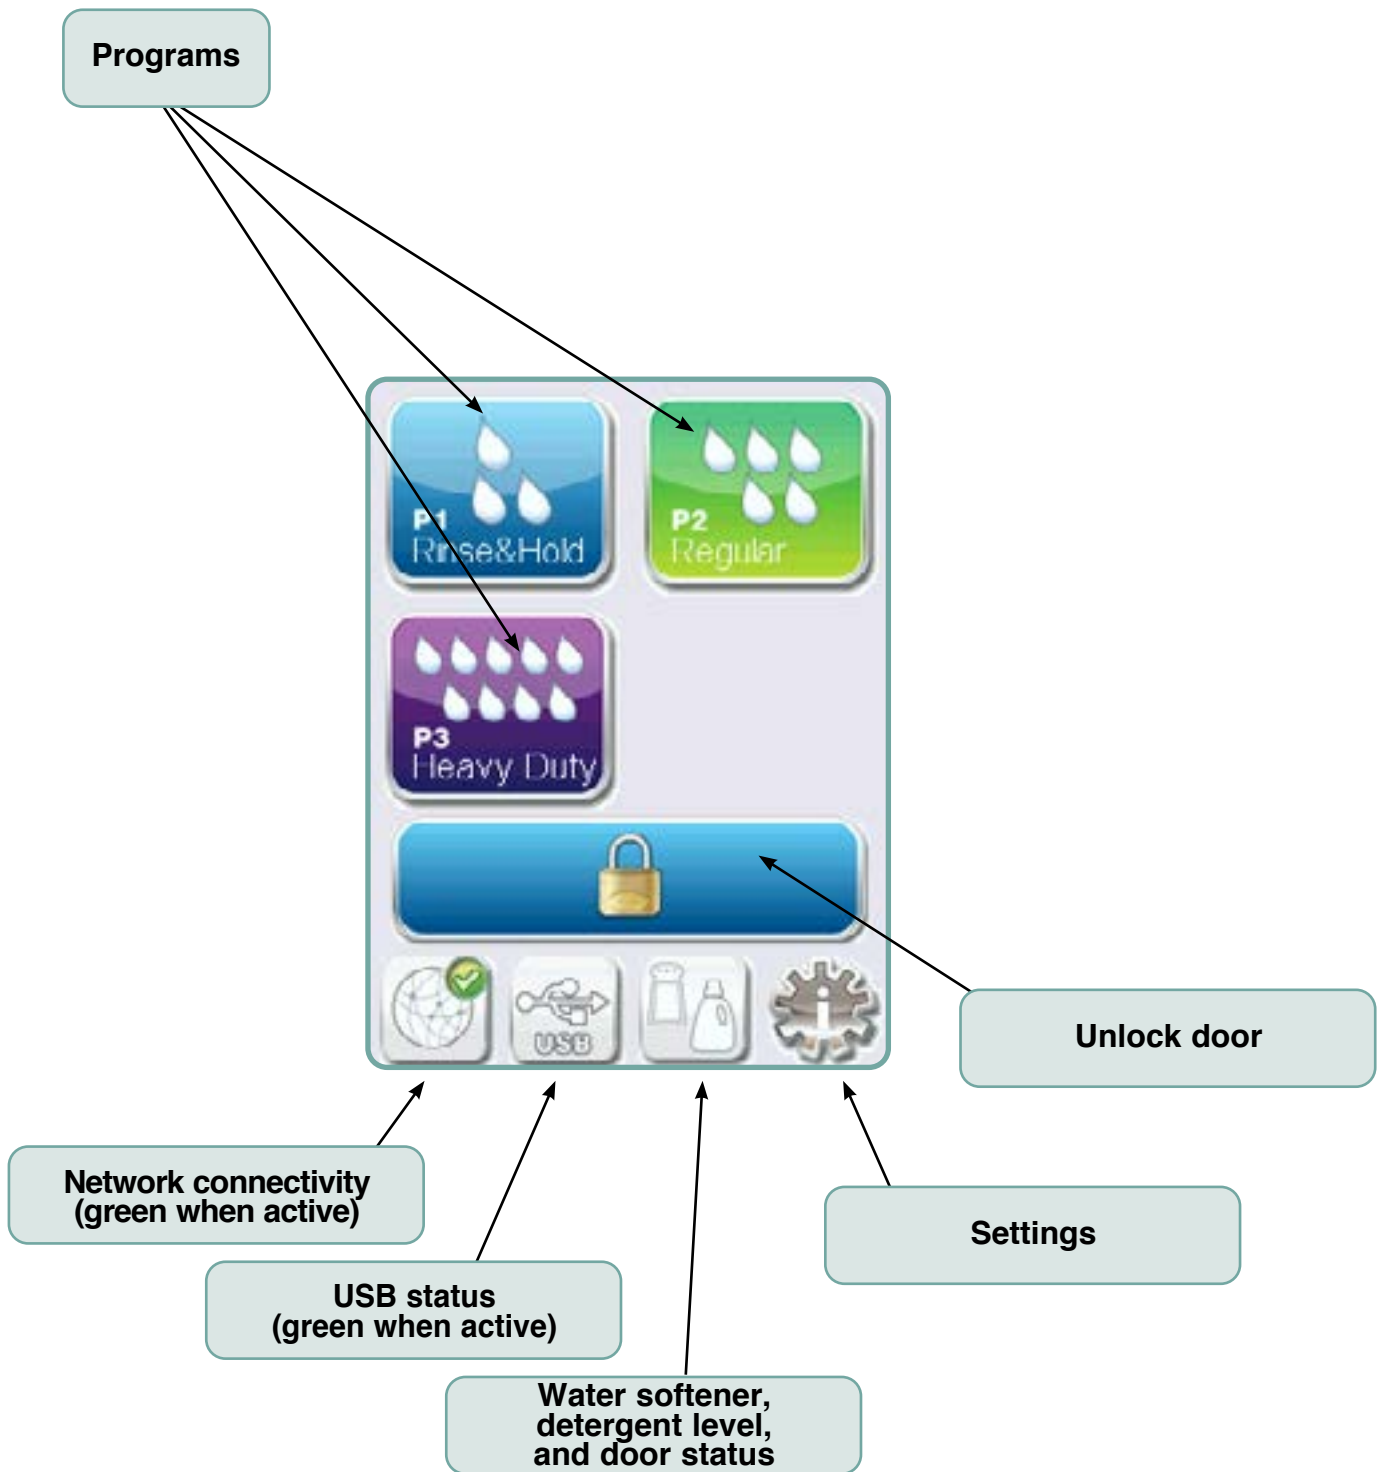 Programs
P1
Rinse&Hold
P2
Regular
P3
Heavy Duty
USB
Unlock door
Network connectivity
(green when active)
Settings
USB status
(green when active)
Water softener,
detergent level,
and door status